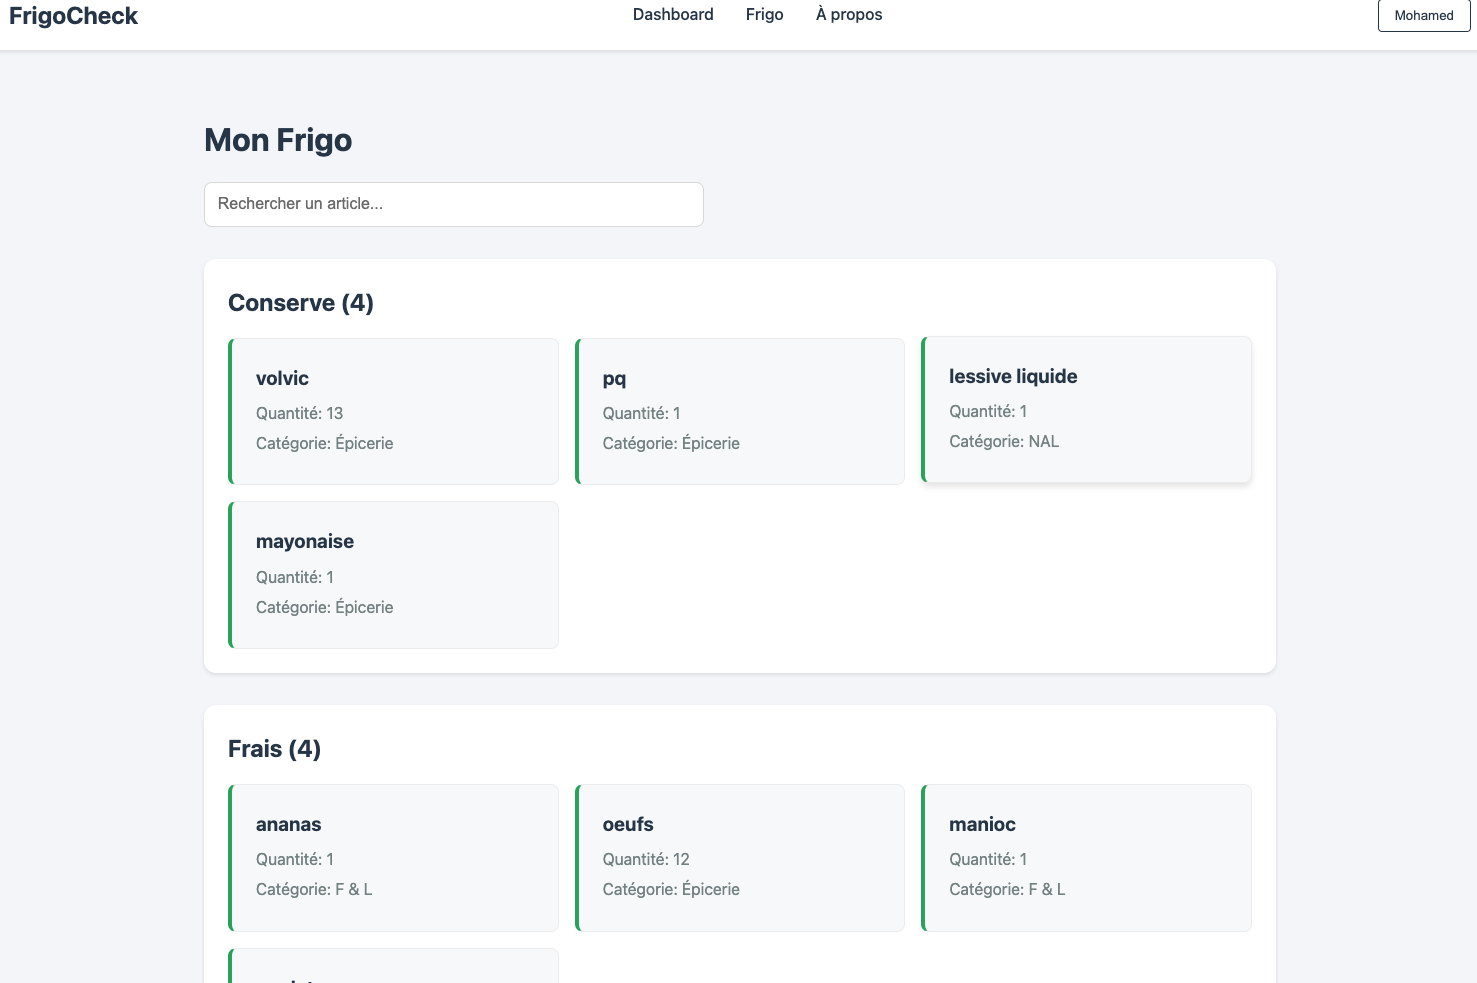 FrigoCheck
Dashboard
Frigo
À propos
Mohamed
Mon Frigo
Rechercher un article...
Conserve (4)
volvic
Quantité: 13
Catégorie: Épicerie
pq
Quantité: 1
Catégorie: Épicerie
lessive liquide
Quantité: 1
Catégorie: NAL
mayonaise
Quantité: 1
Catégorie: Épicerie
Frais (4)
ananas
Quantité: 1
Catégorie: F & L
oeufs
Quantité: 12
Catégorie: Épicerie
manioc
Quantité: 1
Catégorie: F & L